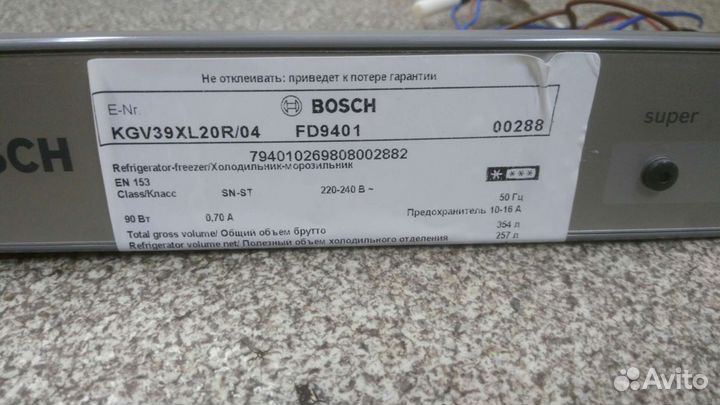 Не отклеивать: приведет к потере гарантии
E-Nr. BOSCH
KGV39XL20R/04 FD9401 00288
794010269808002882
Refrigerator-freezer/Холодильник-морозильник
EN 153
Class/Класс SN-ST 220-240 В ~ 50 Гц
90 Вт 0,70 А Предохранитель 10-16 А
Total gross volume/ Общий объем брутто 354 л
Refrigerator volume net/ Полезный объем холодильного отделения 257 л
SCH
super
Avito